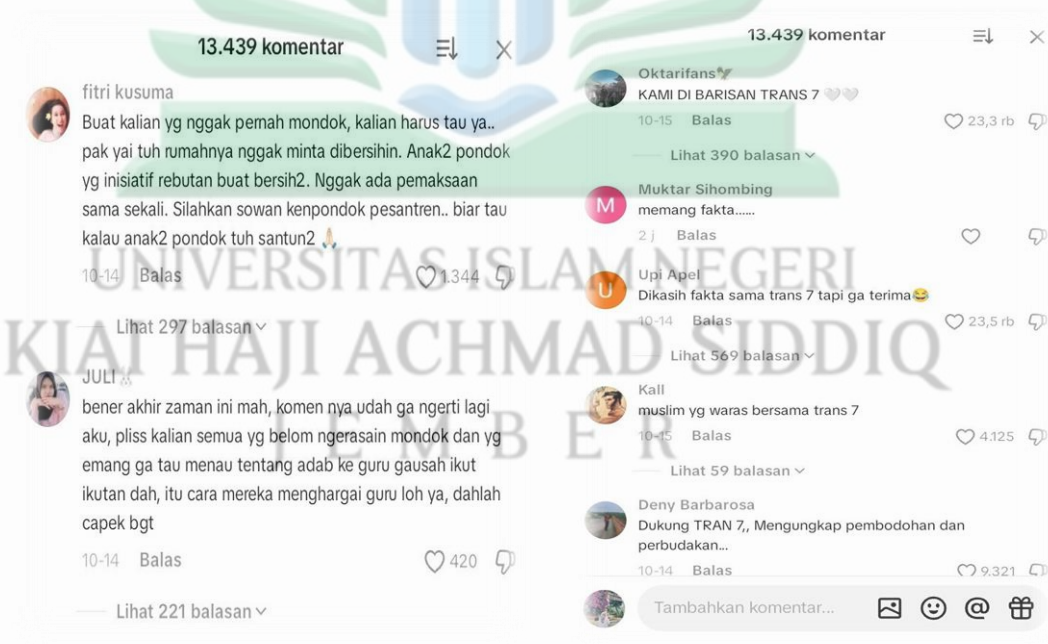 13.439 komentar
fitri kusuma
Buat kalian yg nggak pernah mondok, kalian harus tau ya..
pak yai tuh rumahnya nggak minta dibersihin. Anak2 pondok
yg inisiatif rebutan buat bersih2. Nggak ada pemaksaan
sama sekali. Silahkan sowan kenpondok pesantren.. biar tau
kalau anak2 pondok tuh santun2 🙏🏻
10-14 Balas 1.344
Lihat 297 balasan
JULI
bener akhir zaman ini mah, komen nya udah ga ngerti lagi
aku, pliss kalian semua yg belom ngerasain mondok dan yg
emang ga tau menau tentang adab ke guru gausah ikut
ikutan dah, itu cara mereka menghargai guru loh ya, dahlah
capek bgt
10-14 Balas 420
Lihat 221 balasan
13.439 komentar
Oktarifans🦅
KAMI DI BARISAN TRANS 7 🤍🤍
10-15 Balas 23,3 rb
Lihat 390 balasan
M
Muktar Sihombing
memang fakta......
2 j Balas
U
Upi Apel
Dikasih fakta sama trans 7 tapi ga terima😂
10-14 Balas 23,5 rb
Lihat 569 balasan
Kall
muslim yg waras bersama trans 7
10-15 Balas 4.125
Lihat 59 balasan
Deny Barbarosa
Dukung TRAN 7,, Mengungkap pembodohan dan
perbudakan...
10-14 Balas 9.321
Tambahkan komentar...
UNIVERSITAS ISLAM NEGERI
KIAI HAJI ACHMAD SIDDIQ
JEMBER